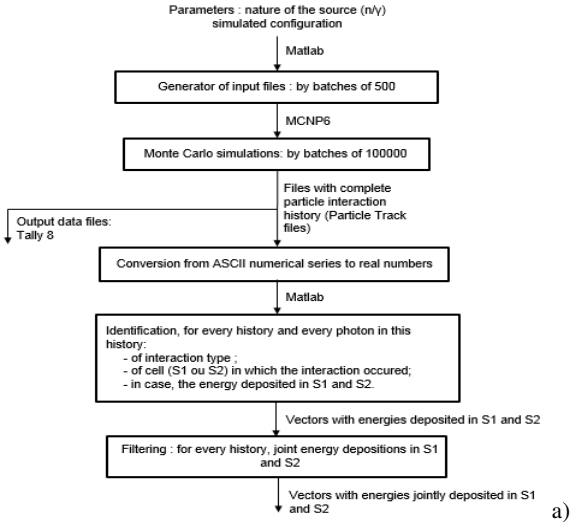 Parameters : nature of the source (n/γ)
simulated configuration
Matlab
Generator of input files : by batches of 500
MCNP6
Monte Carlo simulations: by batches of 100000
Files with complete
particle interaction
history (Particle Track
files)
Output data files:
Tally 8
Conversion from ASCII numerical series to real numbers
Matlab
Identification, for every history and every photon in this
history:
- of interaction type ;
- of cell (S1 ou S2) in which the interaction occured;
- in case, the energy deposited in S1 and S2.
Vectors with energies deposited in S1 and S2
Filtering : for every history, joint energy depositions in S1
and S2
Vectors with energies jointly deposited in S1
and S2
a)